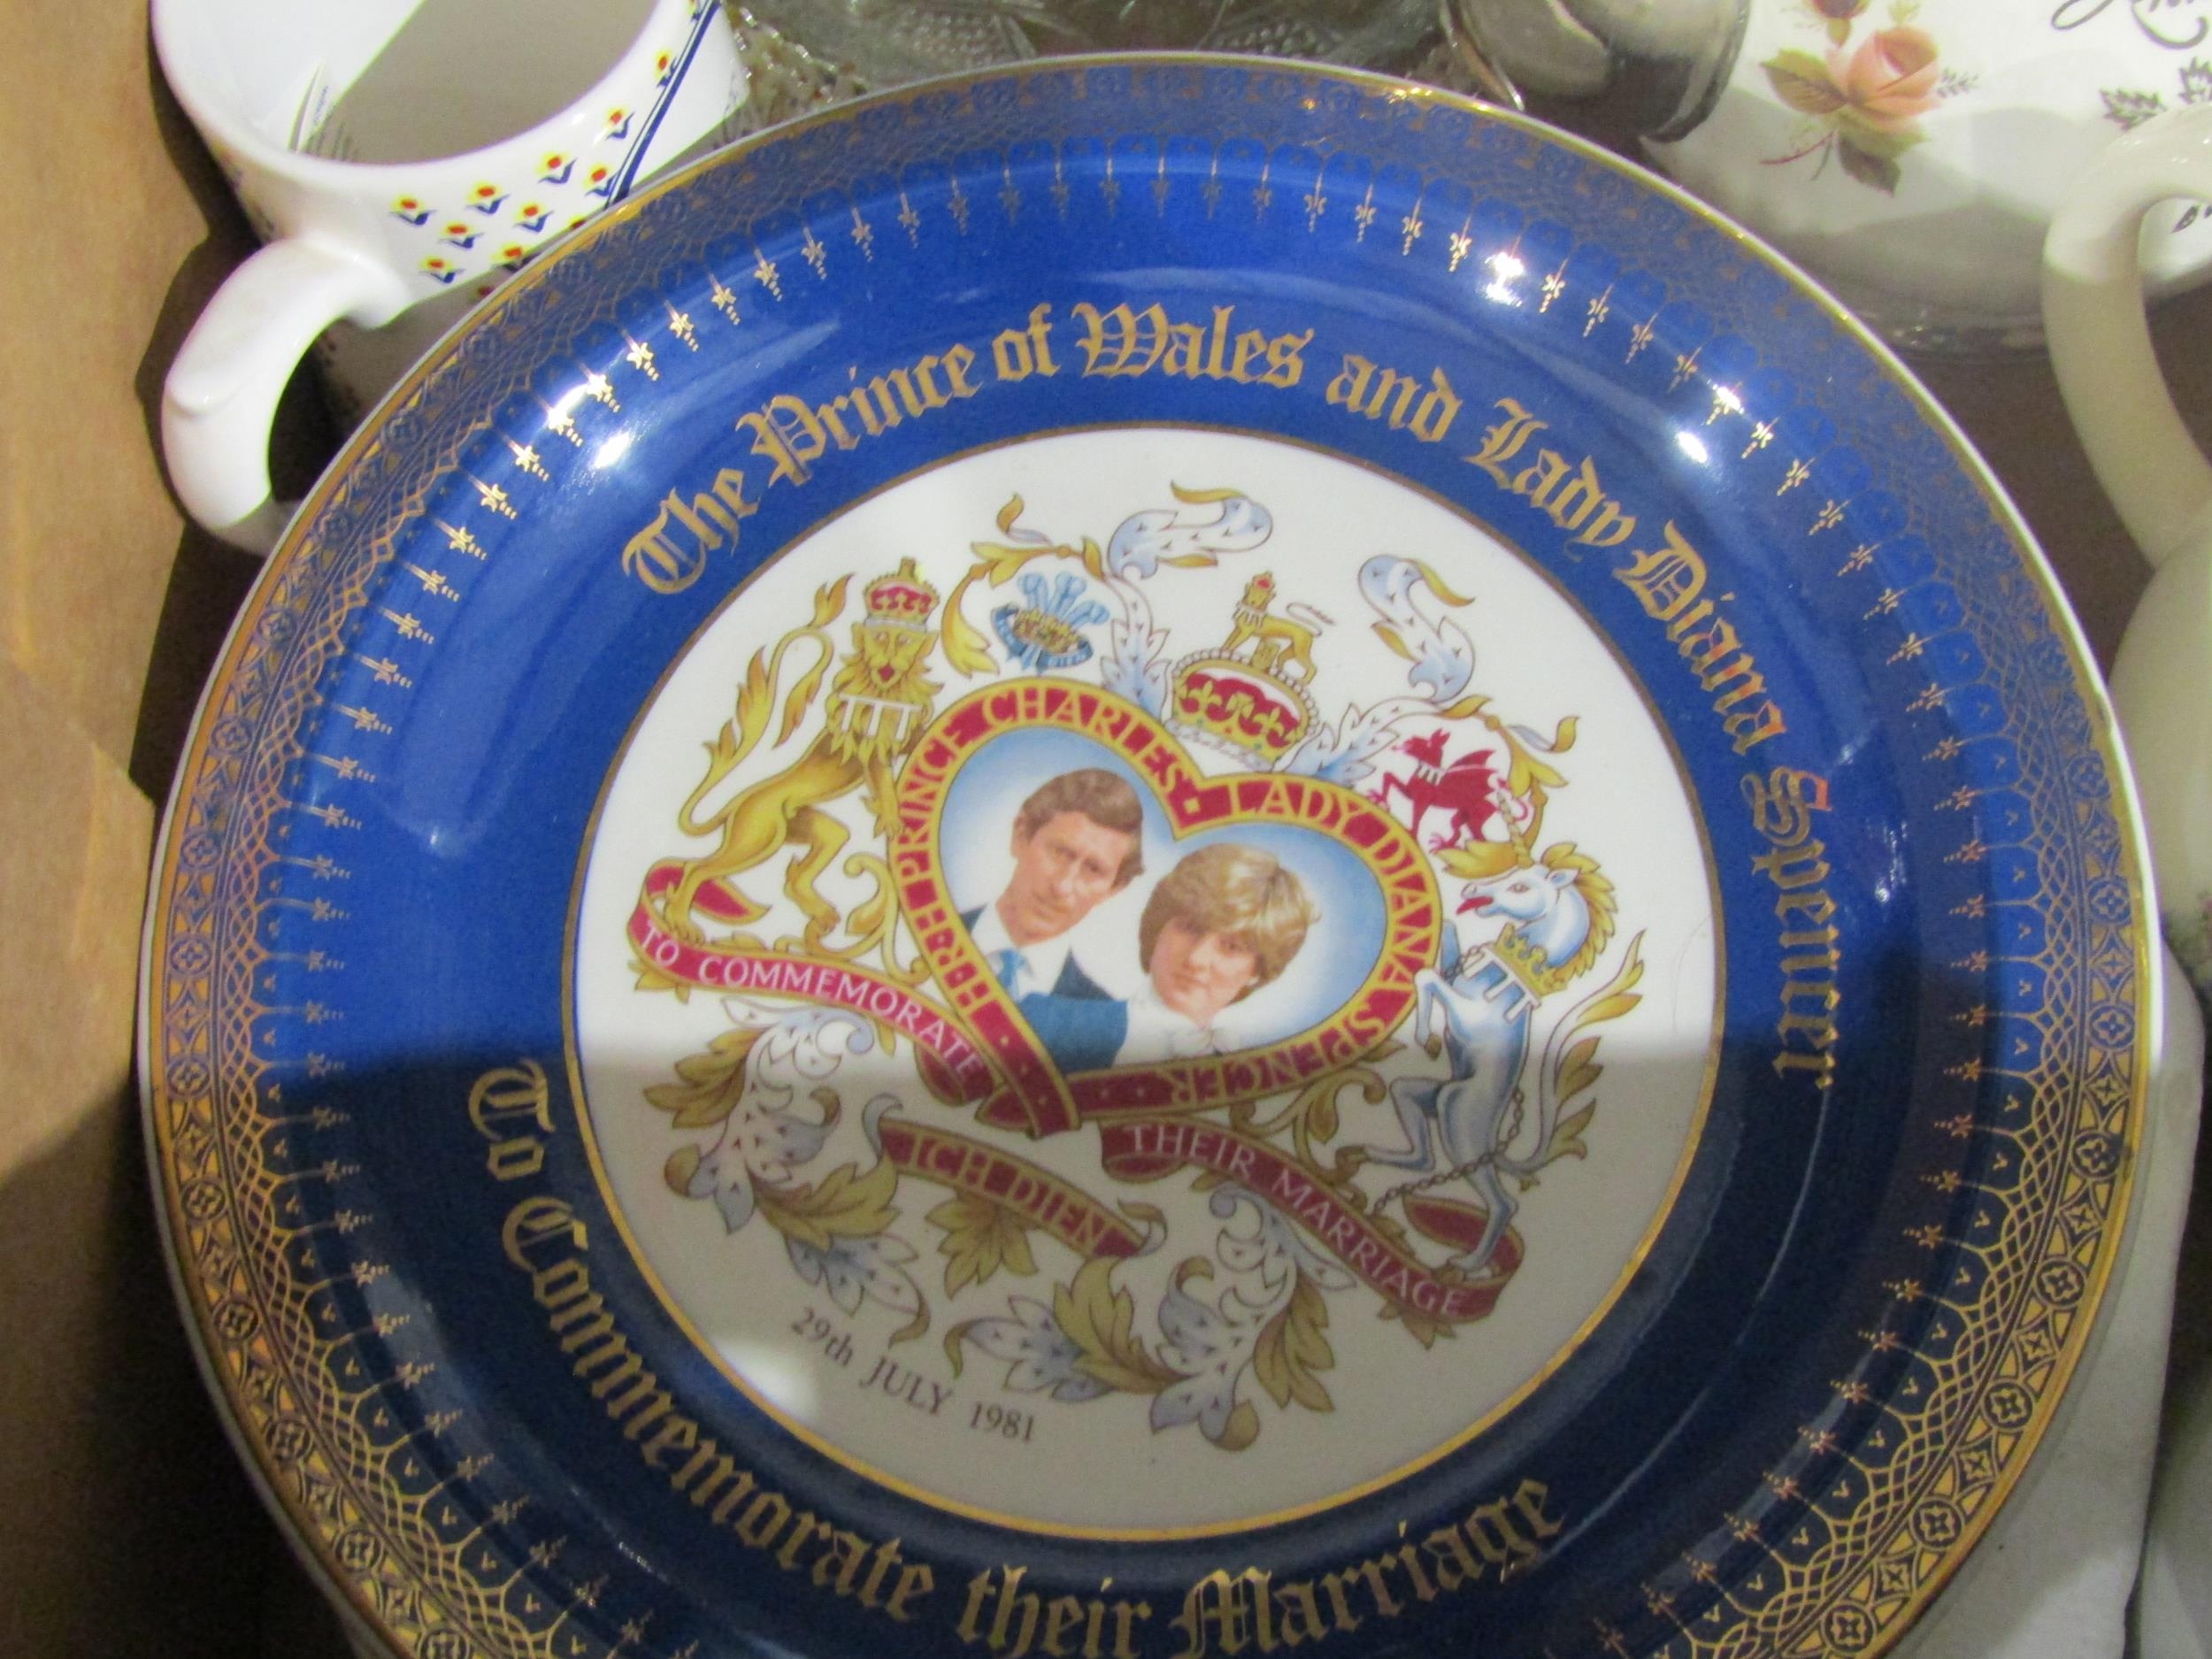 The Prince of Wales and Lady Diana Spencer
H·R·H PRINCE CHARLES · LADY DIANA SPENCER
TO COMMEMORATE
THEIR MARRIAGE
ICH DIEN
29th JULY 1981
To Commemorate their Marriage